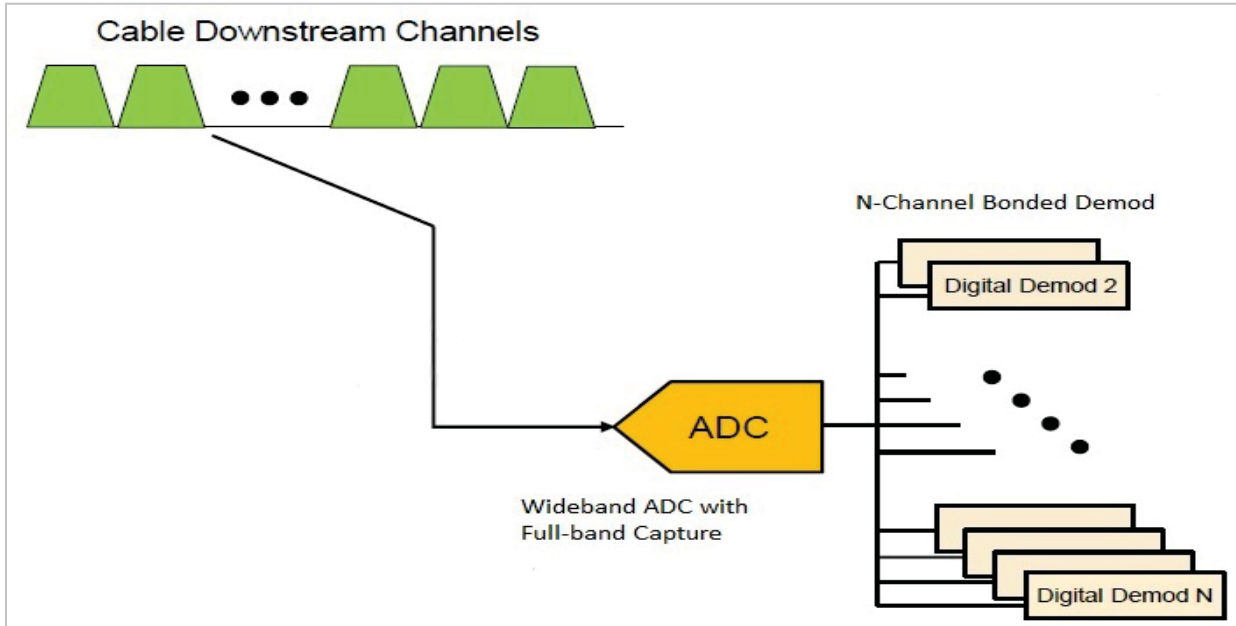 Cable Downstream Channels
N-Channel Bonded Demod
Digital Demod 2
ADC
Wideband ADC with
Full-band Capture
Digital Demod N